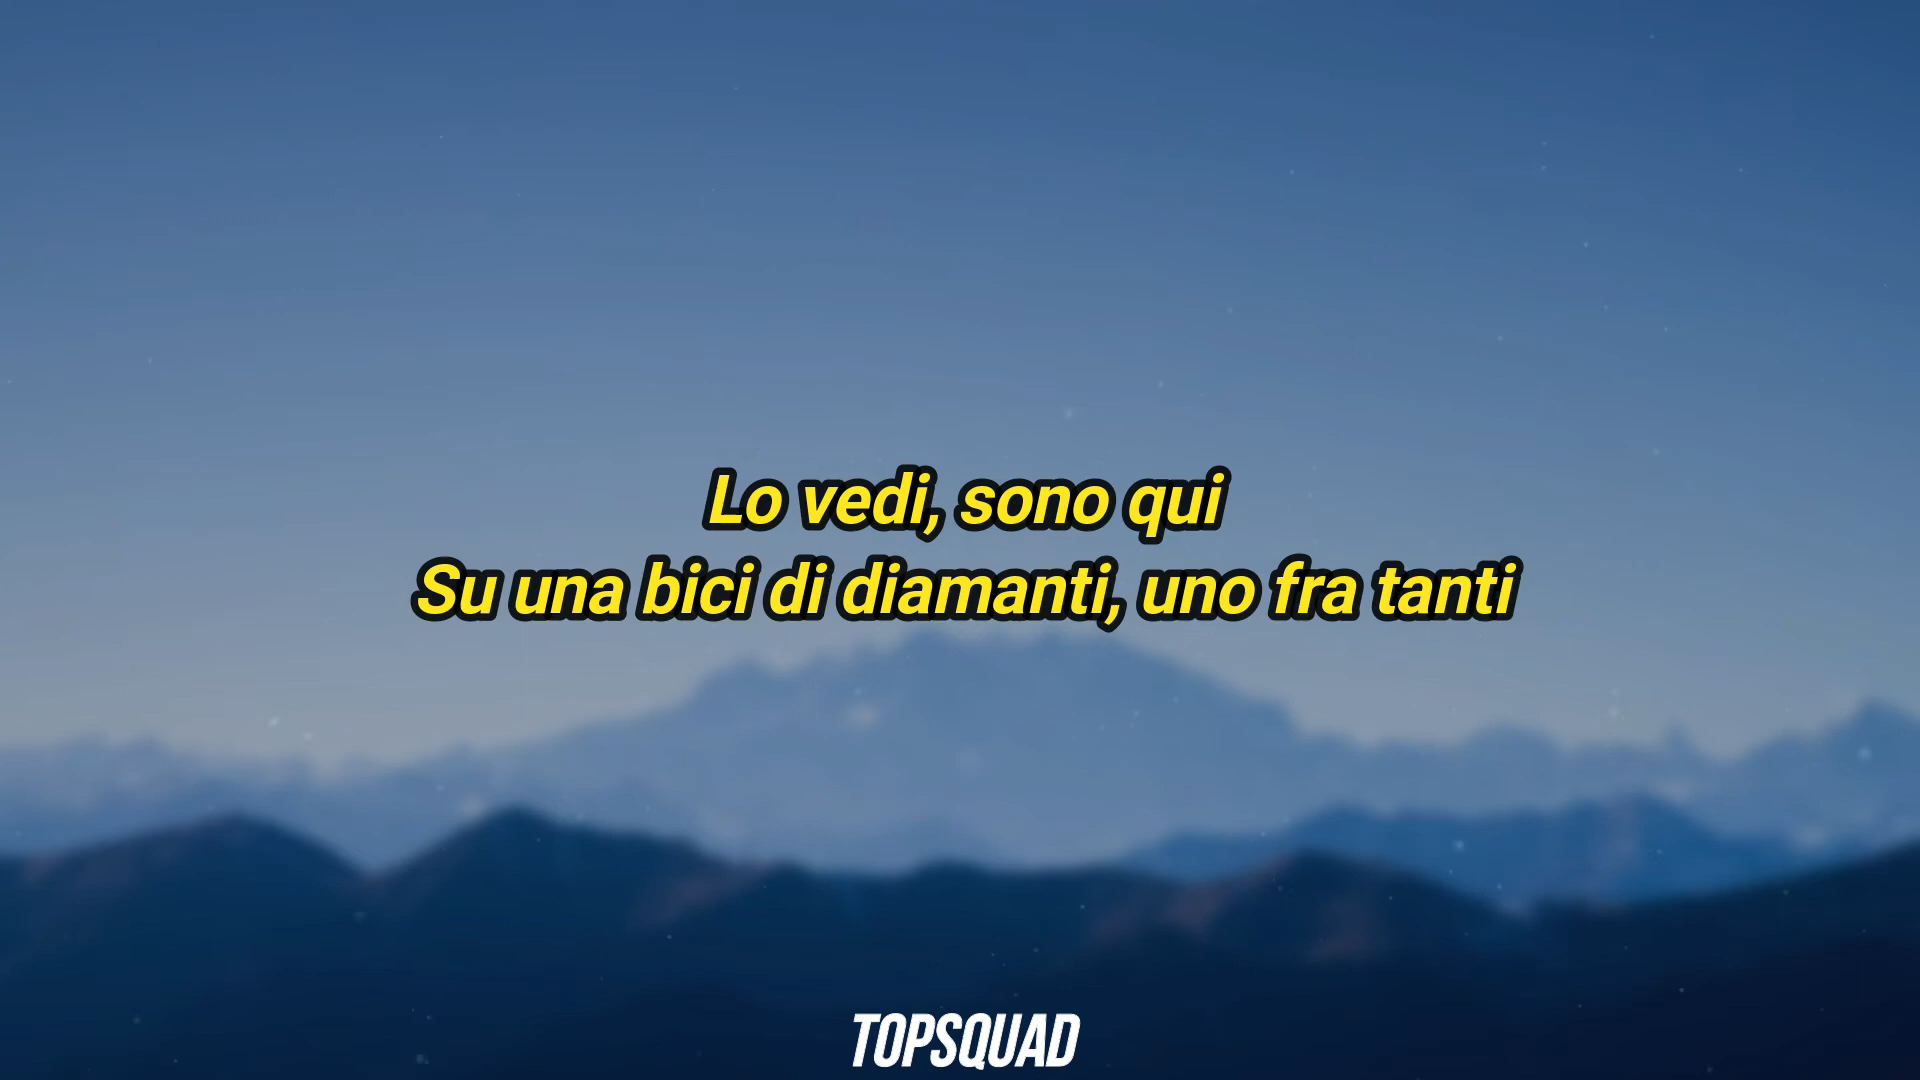 Lo vedi, sono qui
Su una bici di diamanti, uno fra tanti
TOPSQUAD